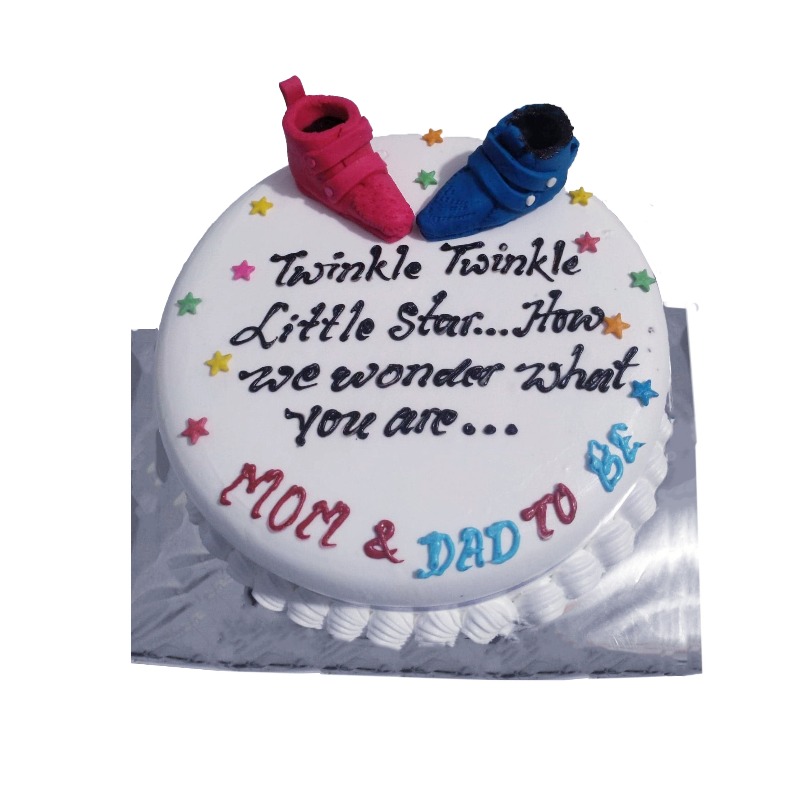 Twinkle Twinkle
Little Star...How
we wonder what
you are...
MOM & DAD TO BE